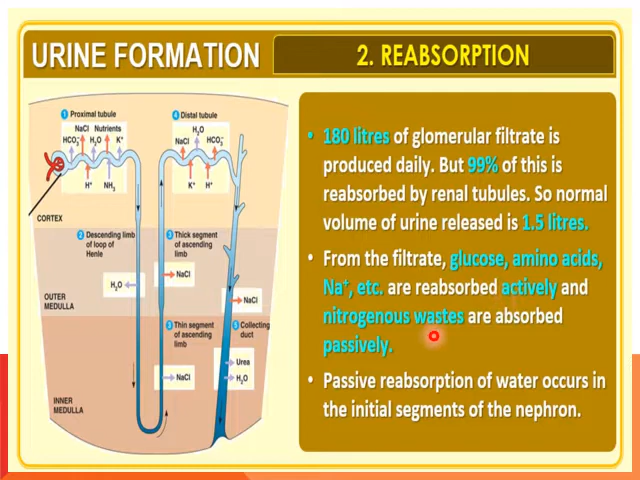 URINE FORMATION
2. REABSORPTION
1 Proximal tubule
NaCl Nutrients
HCO3- H2O K+
H+ NH3
4 Distal tubule
H2O
NaCl HCO3-
K+ H+
CORTEX
2 Descending limb
of loop of
Henle
3 Thick segment
of ascending
limb
NaCl
H2O
OUTER
MEDULLA
NaCl
3 Thin segment
of ascending
limb
5 Collecting
duct
Urea
NaCl
H2O
INNER
MEDULLA
• 180 litres of glomerular filtrate is
produced daily. But 99% of this is
reabsorbed by renal tubules. So normal
volume of urine released is 1.5 litres.
• From the filtrate, glucose, amino acids,
Na+, etc. are reabsorbed actively and
nitrogenous wastes are absorbed
passively.
• Passive reabsorption of water occurs in
the initial segments of the nephron.